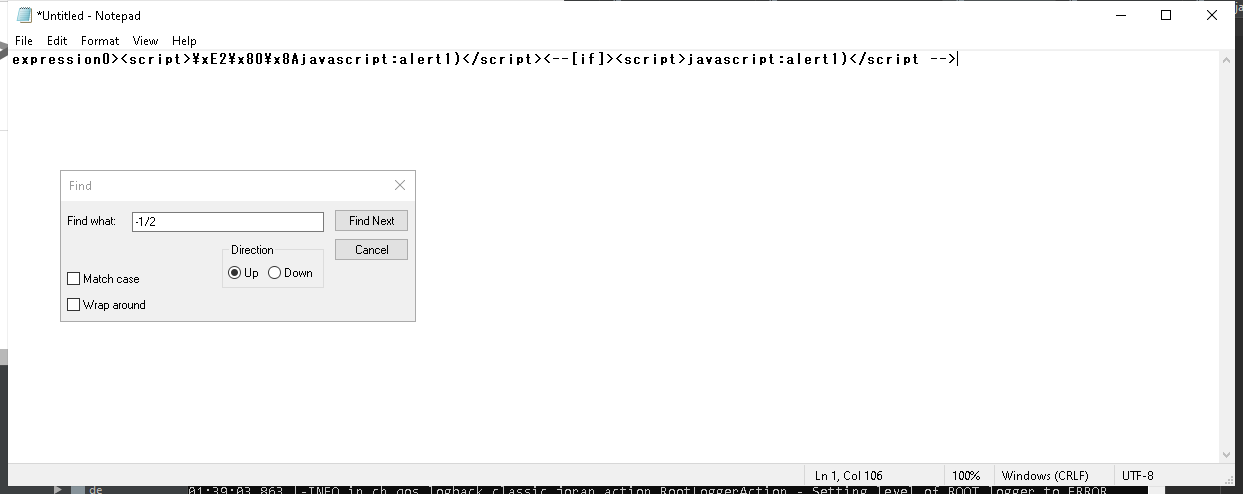 *Untitled - Notepad
File Edit Format View Help
expression0><script>¥xE2¥x80¥x8Ajavascript:alert1)</script><--[if]><script>javascript:alert1)</script -->
Find
Find what: -1/2 Find Next
Direction Cancel
Up Down
Match case
Wrap around
Ln 1, Col 106 100% Windows (CRLF) UTF-8
de 01:39:03,863 |-INFO in ch.qos.logback.classic.joran.action.RootLoggerAction - Setting level of ROOT logger to ERROR